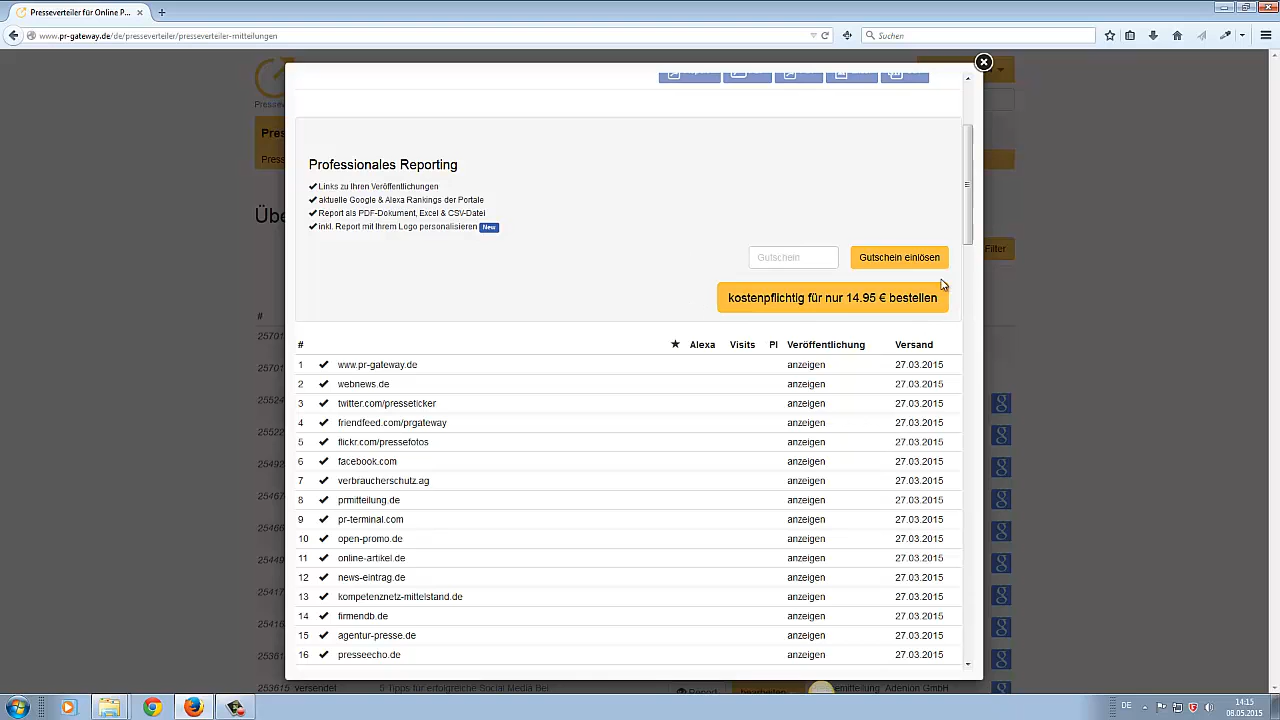 Presseverteiler für Online P...
www.pr-gateway.de/de/presseverteiler/presseverteiler-mitteilungen
Suchen
Professionales Reporting
Links zu Ihren Veröffentlichungen
aktuelle Google & Alexa Rankings der Portale
Report als PDF-Dokument, Excel & CSV-Datei
inkl. Report mit Ihrem Logo personalisieren New
Gutschein Gutschein einlösen
Filter
kostenpflichtig für nur 14.95 € bestellen
# Alexa Visits PI Veröffentlichung Versand
1 www.pr-gateway.de anzeigen 27.03.2015
2 webnews.de anzeigen 27.03.2015
3 twitter.com/presseticker anzeigen 27.03.2015
4 friendfeed.com/prgateway anzeigen 27.03.2015
5 flickr.com/pressefotos anzeigen 27.03.2015
6 facebook.com anzeigen 27.03.2015
7 verbraucherschutz.ag anzeigen 27.03.2015
8 prmitteilung.de anzeigen 27.03.2015
9 pr-terminal.com anzeigen 27.03.2015
10 open-promo.de anzeigen 27.03.2015
11 online-artikel.de anzeigen 27.03.2015
12 news-eintrag.de anzeigen 27.03.2015
13 kompetenznetz-mittelstand.de anzeigen 27.03.2015
14 firmendb.de anzeigen 27.03.2015
15 agentur-presse.de anzeigen 27.03.2015
16 presseecho.de anzeigen 27.03.2015
DE
14:15
08.05.2015